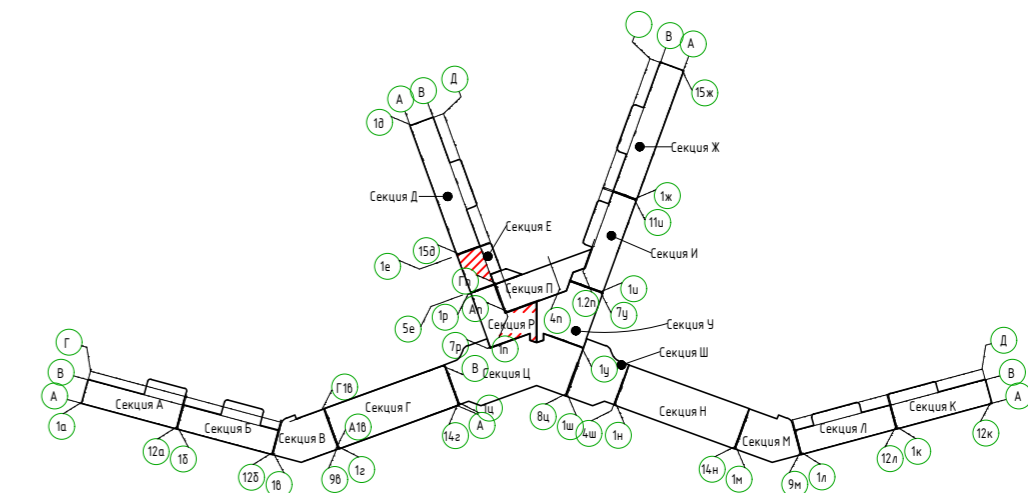 В
А
Д
В
А
1д
15ж
Секция Ж
Секция Д
1ж
11и
Секция Е
15д
Секция И
1е
Гп
Секция П
1и
1р
Ап
1.2п
7у
5е
4п
Секция Р
Секция У
7р
1п
1у
Секция Ш
Г
Д
В
В
Секция Ц
В
А
Секция А
Г1в
Секция Г
1ц
А
8ц
1ш
4ш
1н
Секция Н
Секция К
А
1а
Секция Б
Секция В
А1в
14г
Секция М
Секция Л
12к
12а
1б
12л
1к
12б
1в
9в
1г
14н
1м
9м
1л